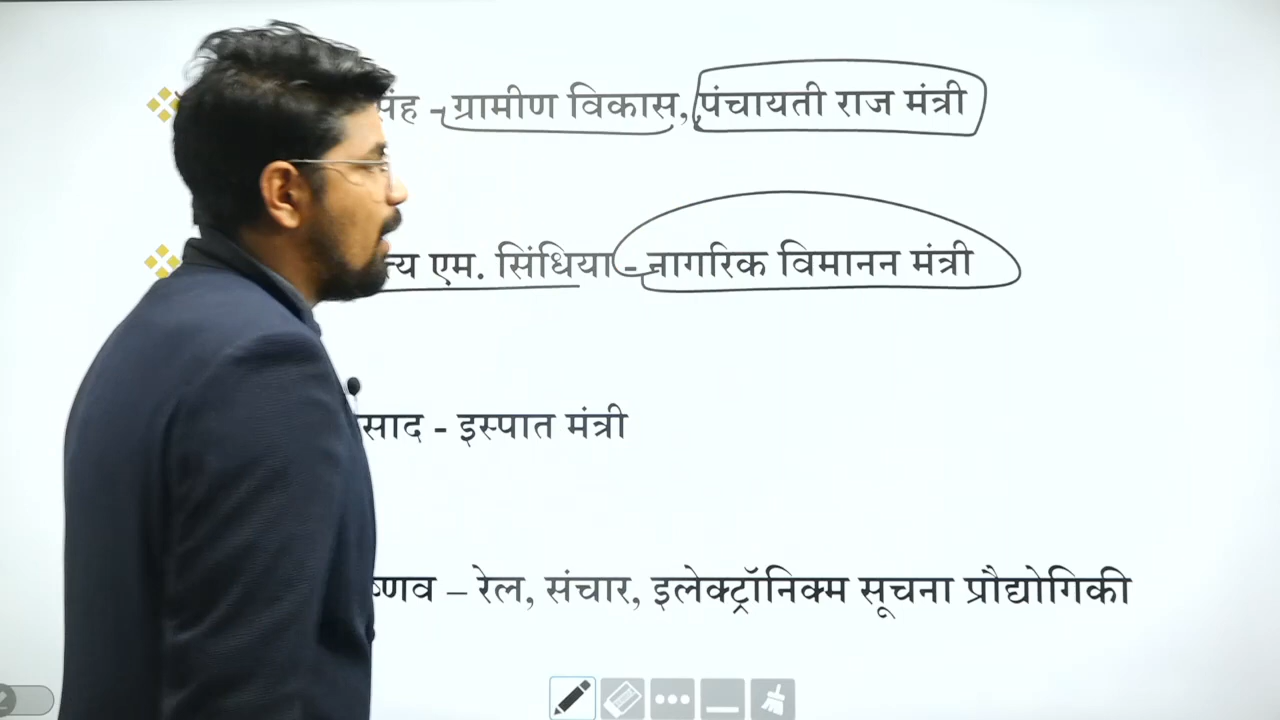 संह - ग्रामीण विकास, पंचायती राज मंत्री
त्य एम. सिंधिया - नागरिक विमानन मंत्री
साद - इस्पात मंत्री
ष्णव – रेल, संचार, इलेक्ट्रॉनिक्म सूचना प्रौद्योगिकी